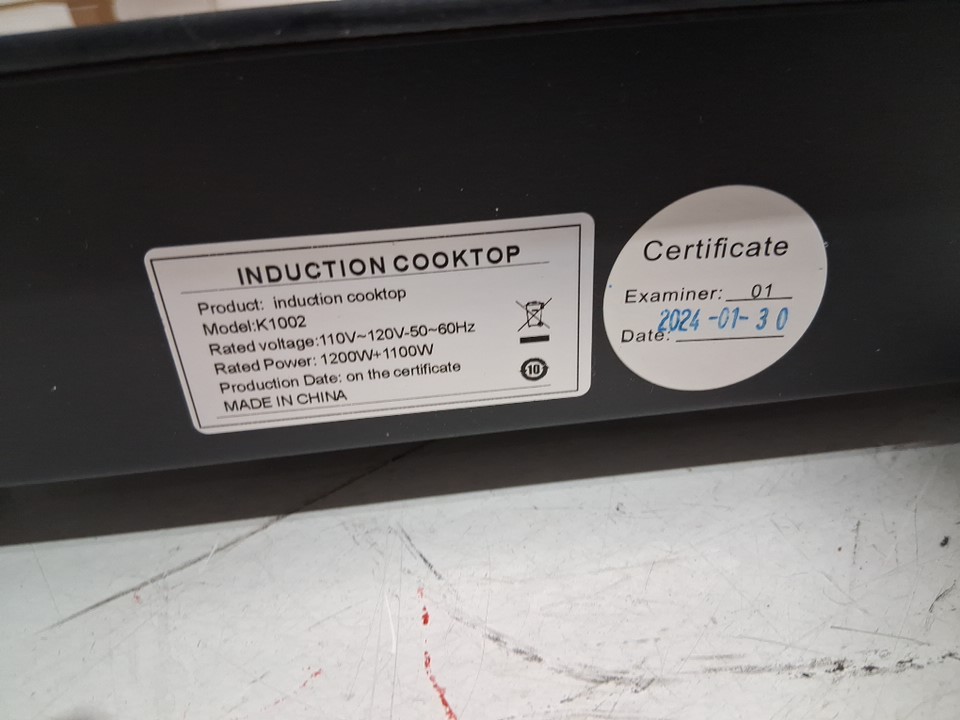 INDUCTION COOKTOP
Product: induction cooktop
Model:K1002
Rated voltage:110V~120V-50~60Hz
Rated Power: 1200W+1100W
Production Date: on the certificate
MADE IN CHINA
10
Certificate
Examiner: 01
Date: 2024-01-30